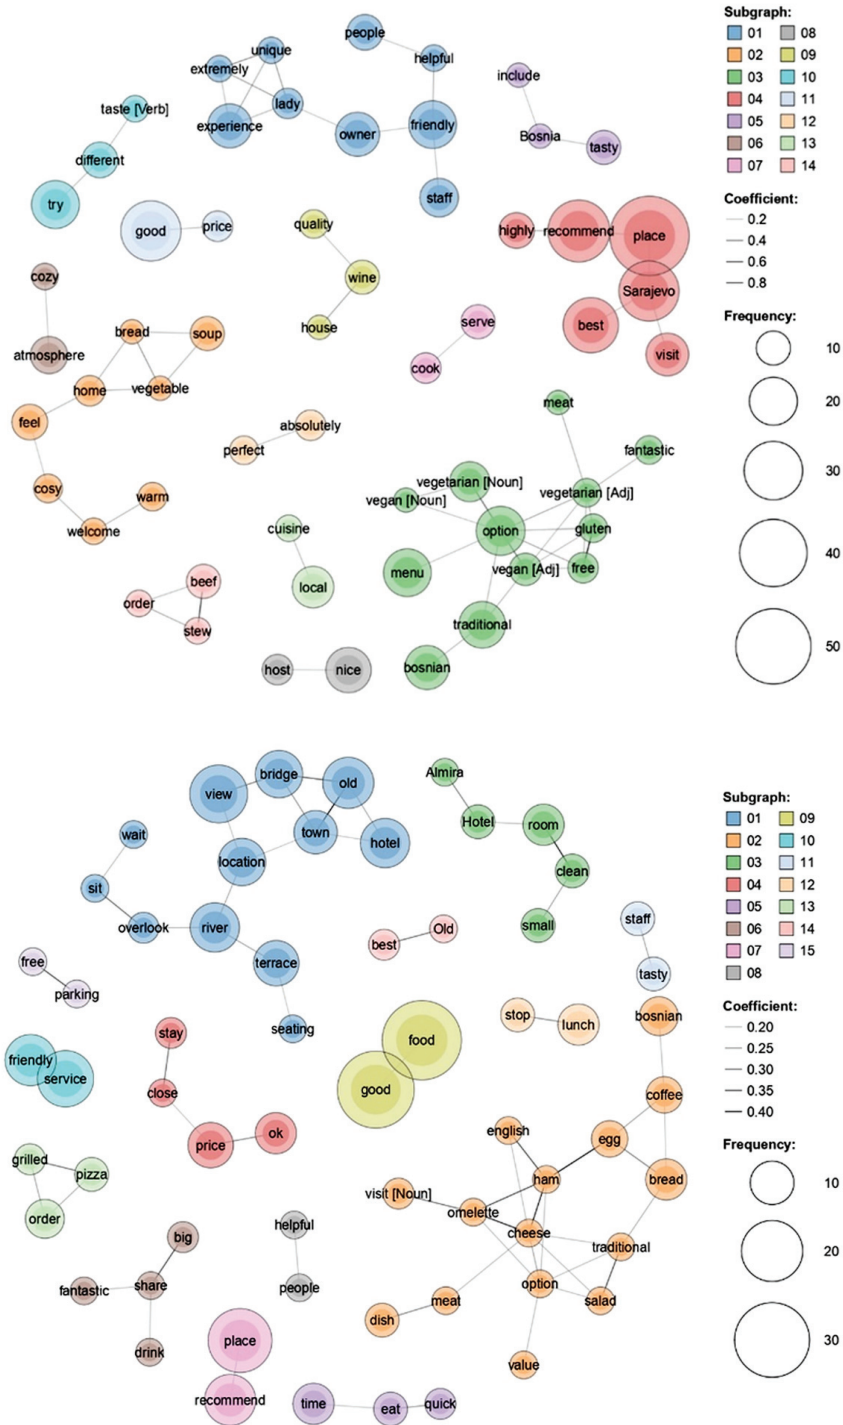 people
unique
helpful
extremely
include
lady
taste [Verb]
experience
owner
friendly
Bosnia
tasty
different
try
staff
good
price
quality
highly
recommend
place
cozy
wine
Sarajevo
house
serve
best
bread
soup
atmosphere
visit
cook
home
vegetable
meat
feel
absolutely
perfect
fantastic
vegetarian [Noun]
vegetarian [Adj]
cosy
warm
vegan [Noun]
welcome
cuisine
option
gluten
menu
vegan [Adj]
free
beef
local
order
stew
traditional
host
nice
bosnian
Subgraph:
01 08
02 09
03 10
04 11
05 12
06 13
07 14
Coefficient:
0.2
0.4
0.6
0.8
Frequency:
10
20
30
40
50
view
bridge
old
Almira
wait
town
hotel
Hotel
room
location
sit
clean
overlook
river
best
Old
small
staff
free
terrace
tasty
parking
seating
stop
lunch
bosnian
stay
food
friendly
service
close
good
coffee
price
ok
english
egg
grilled
pizza
ham
bread
visit [Noun]
order
omelette
helpful
cheese
big
traditional
fantastic
share
people
option
meat
salad
dish
place
drink
value
recommend
time
eat
quick
Subgraph:
01 09
02 10
03 11
04 12
05 13
06 14
07 15
08
Coefficient:
0.20
0.25
0.30
0.35
0.40
Frequency:
10
20
30